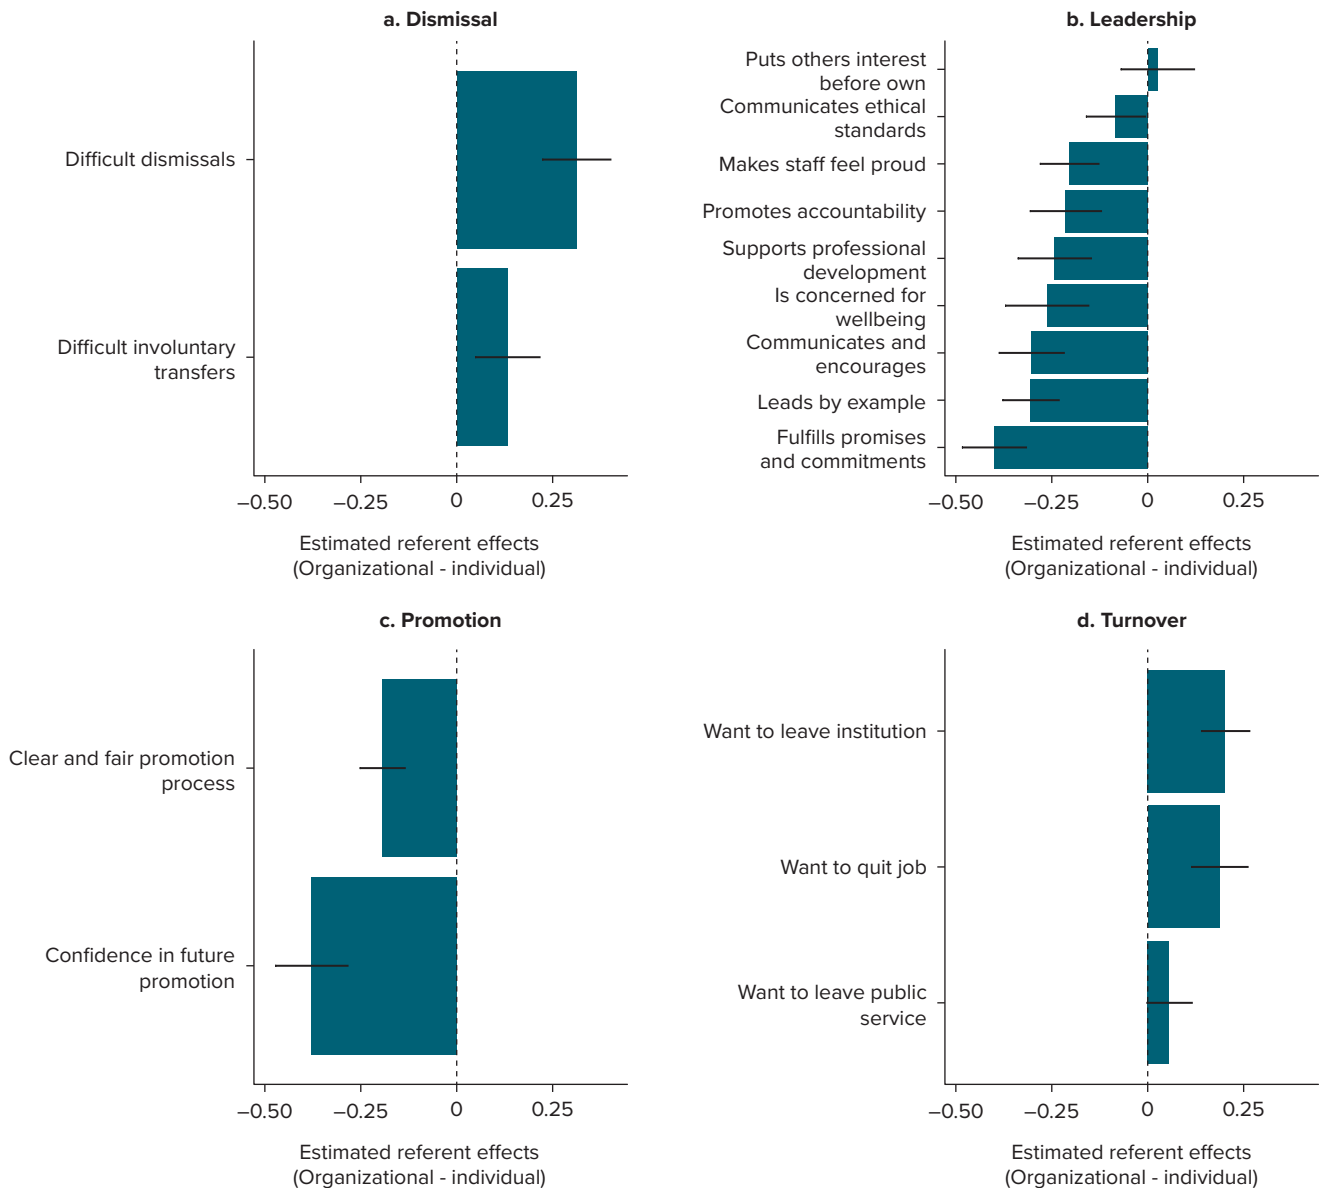 a. Dismissal
Difficult dismissals
Difficult involuntary
transfers
−0.50
−0.25
0
0.25
Estimated referent effects
(Organizational - individual)
b. Leadership
Puts others interest
before own
Communicates ethical
standards
Makes staff feel proud
Promotes accountability
Supports professional
development
Is concerned for
wellbeing
Communicates and
encourages
Leads by example
Fulfills promises
and commitments
−0.50
−0.25
0
0.25
Estimated referent effects
(Organizational - individual)
c. Promotion
Clear and fair promotion
process
Confidence in future
promotion
−0.50
−0.25
0
0.25
Estimated referent effects
(Organizational - individual)
d. Turnover
Want to leave institution
Want to quit job
Want to leave public
service
−0.50
−0.25
0
0.25
Estimated referent effects
(Organizational - individual)